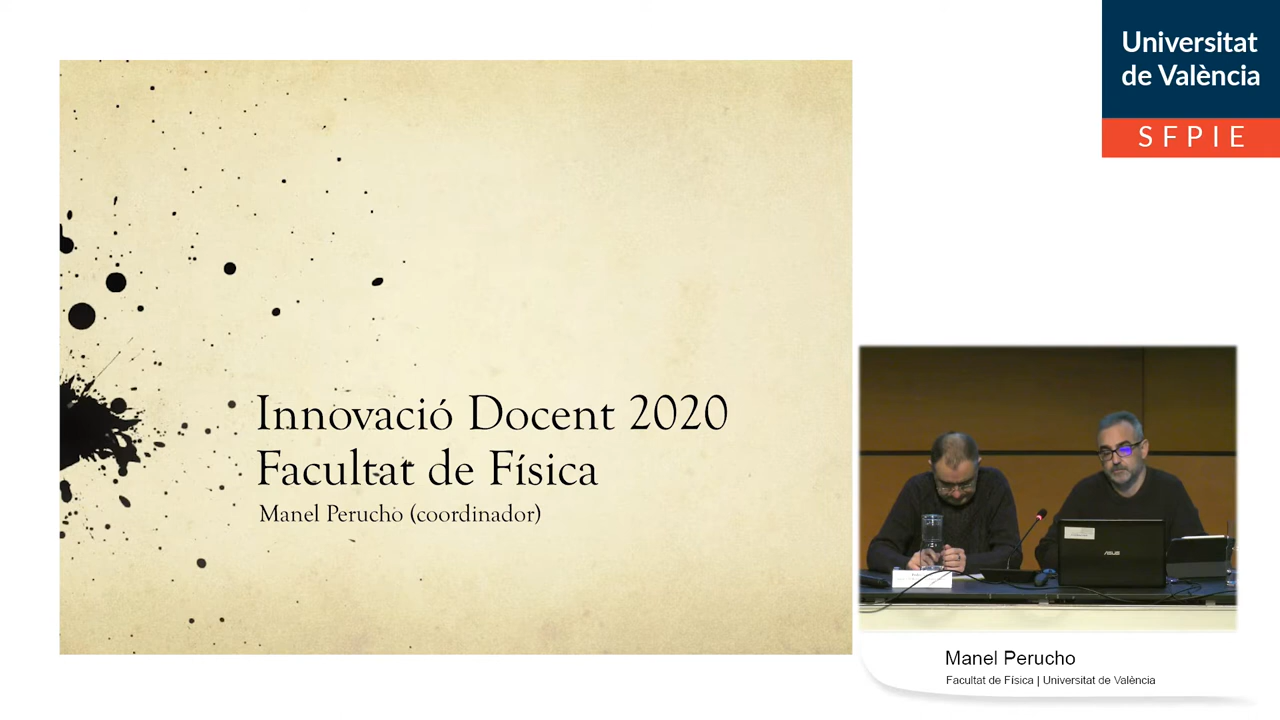 Universitat
de València
SFPIE
Innovació Docent 2020
Facultat de Física
Manel Perucho (coordinador)
ASUS
Manel Perucho
Facultat de Física | Universitat de València